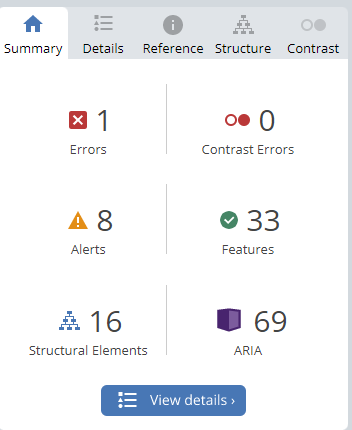 Summary Details Reference Structure Contrast
1 0
Errors Contrast Errors
8 33
Alerts Features
16 69
Structural Elements ARIA
View details ›